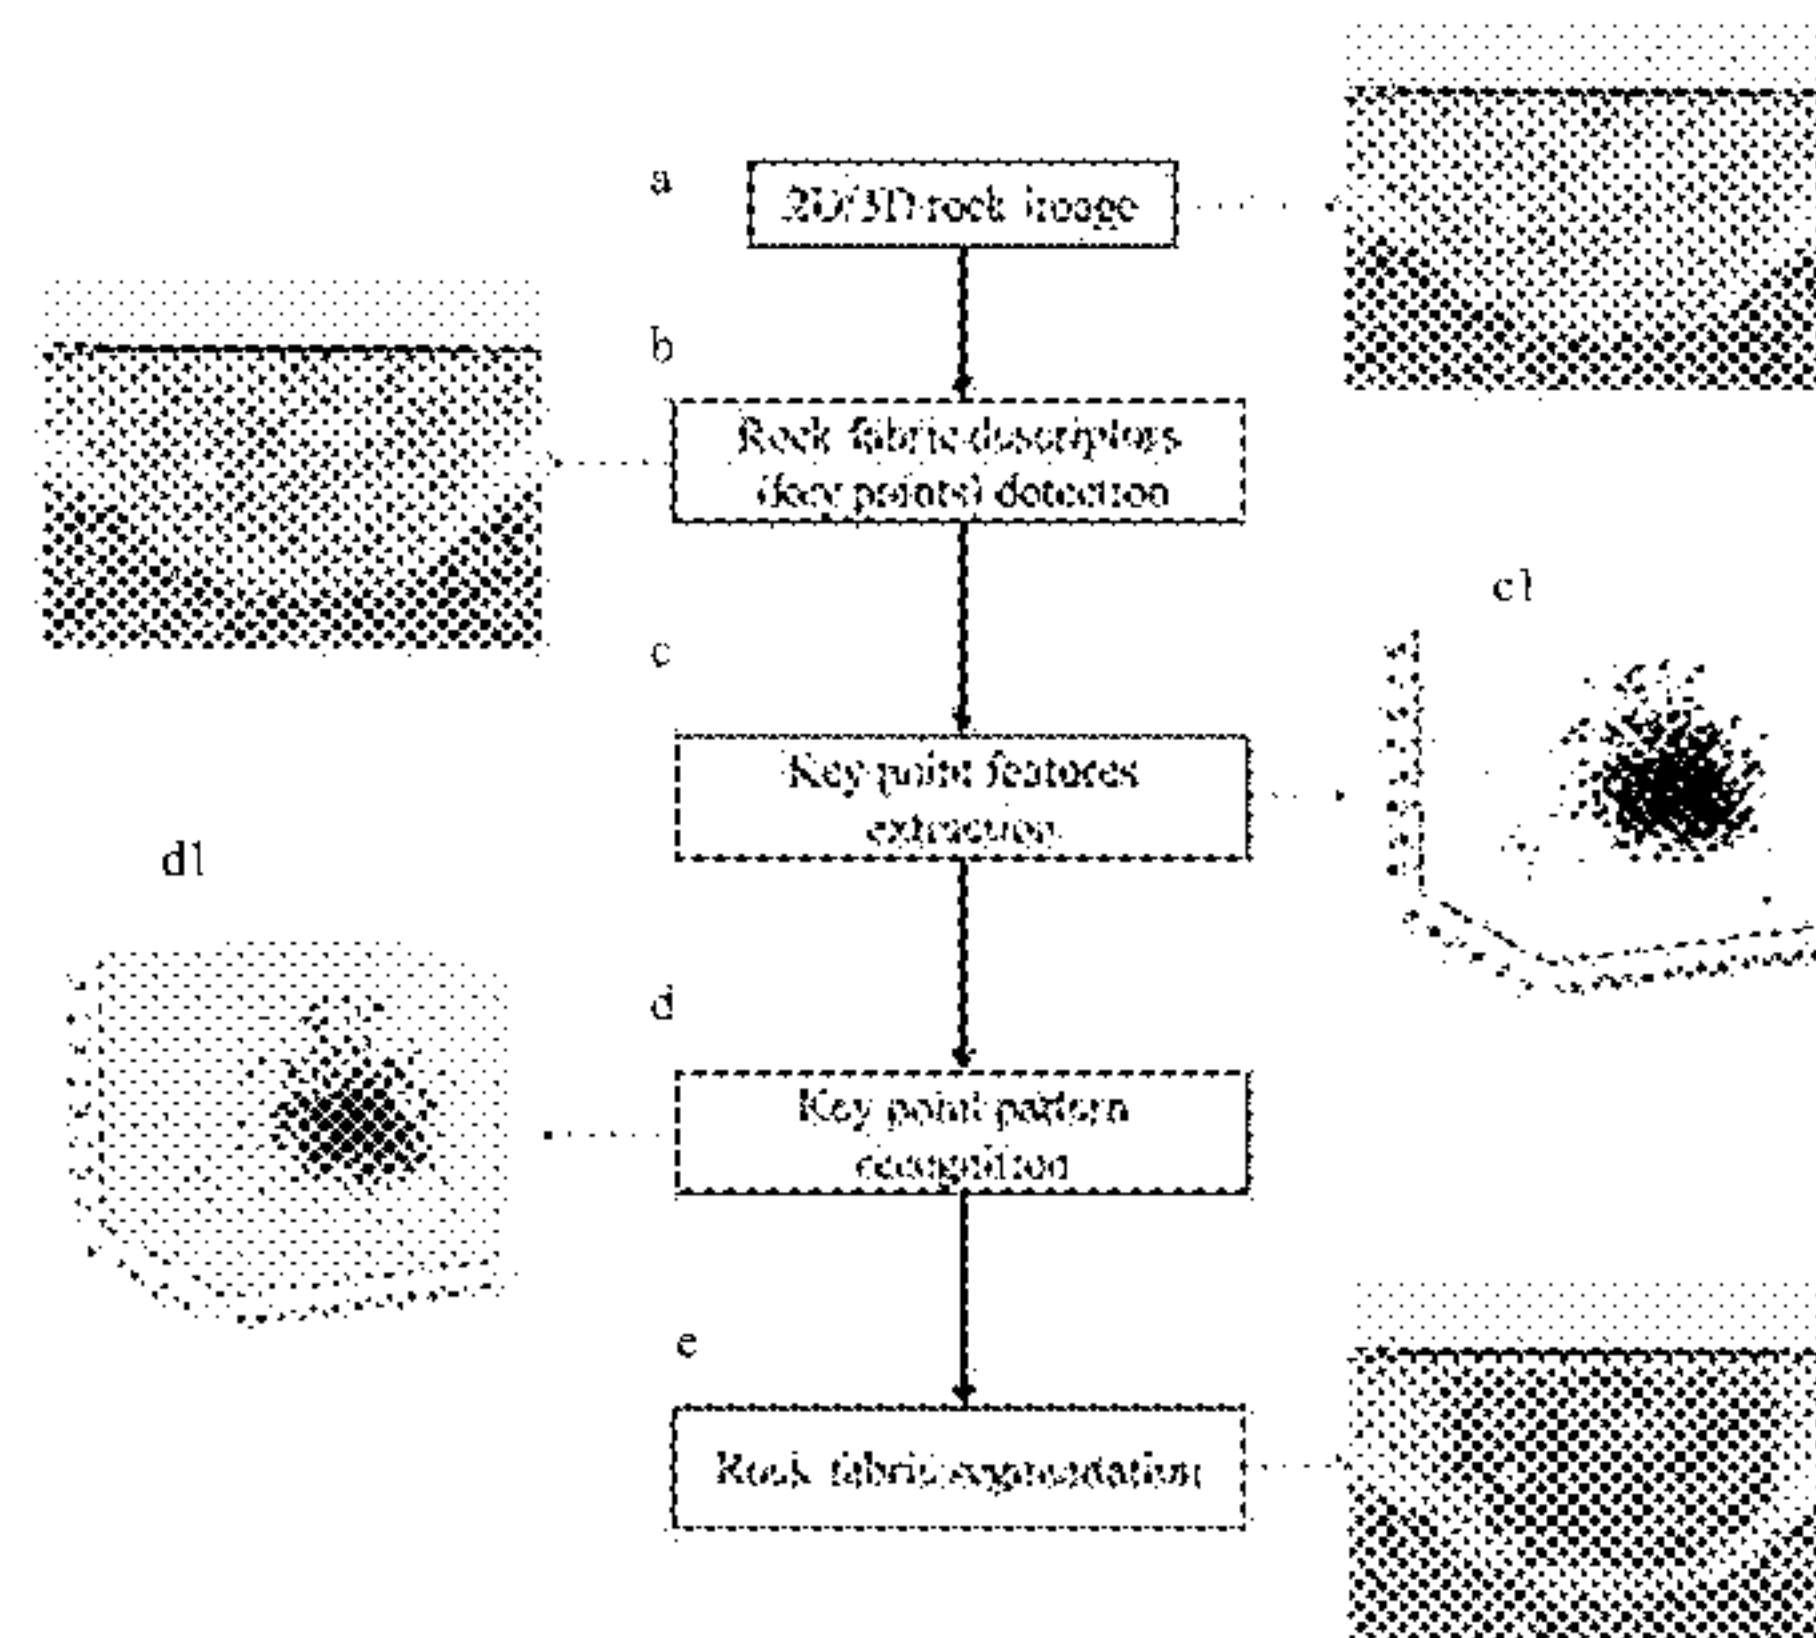 a
2D/3D rock image
b
Rock fabric descriptors
(key points) detection
c1
c
Key point features
extraction
d1
d
Key point pattern
recognition
e
Rock fabric segmentation